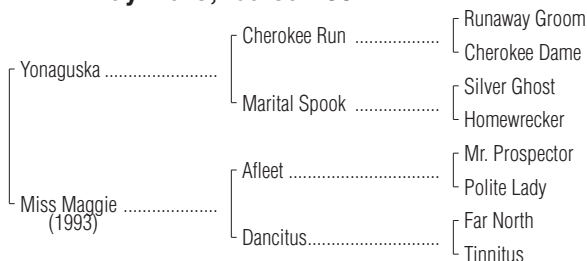 Runaway Groom
Cherokee Run ...................
Cherokee Dame
Yonaguska .........................
Silver Ghost
Marital Spook ...................
Homewrecker
Mr. Prospector
Afleet .................................
Polite Lady
Miss Maggie .....................
(1993)
Far North
Dancitus.............................
Tinnitus